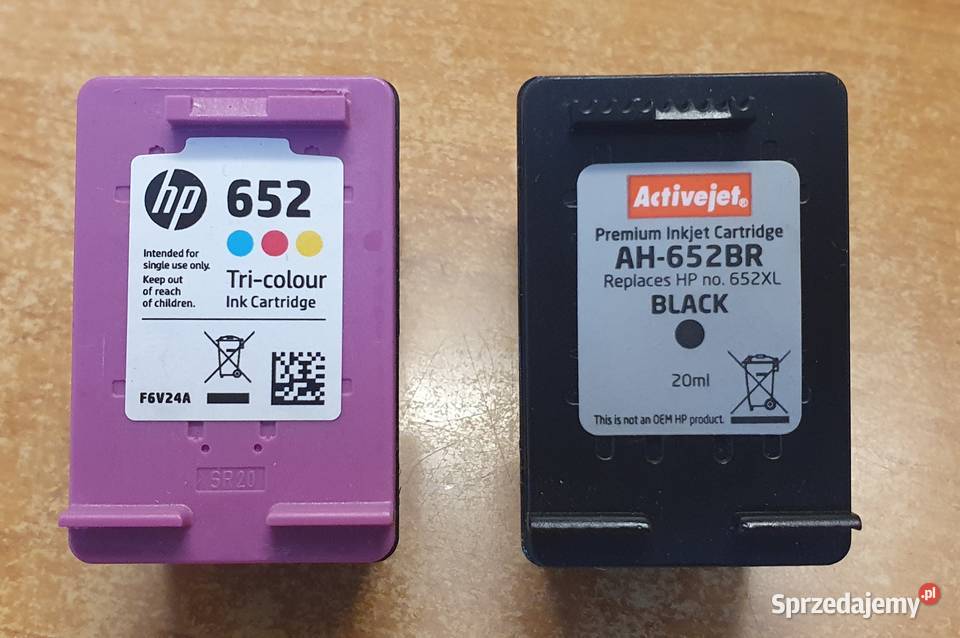 hp 652
Intended for
single use only.
Keep out
of reach
of children.
Tri-colour
Ink Cartridge
F6V24A
SR20
Activejet®
Premium Inkjet Cartridge
AH-652BR
Replaces HP no. 652XL
BLACK
20ml
This is not an OEM HP product.
Sprzedajemy.pl